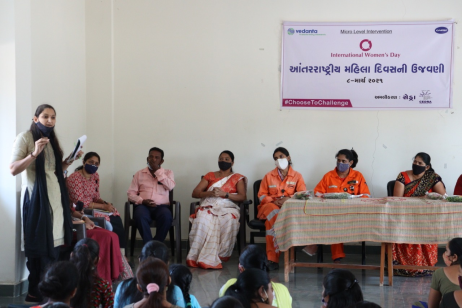 vedanta
Micro Level Intervention
International Women's Day
આંતરરાષ્ટ્રીય મહિલા દિવસની ઉજવણી
૮-માર્ચ ૨૦૨૧
#ChooseToChallenge